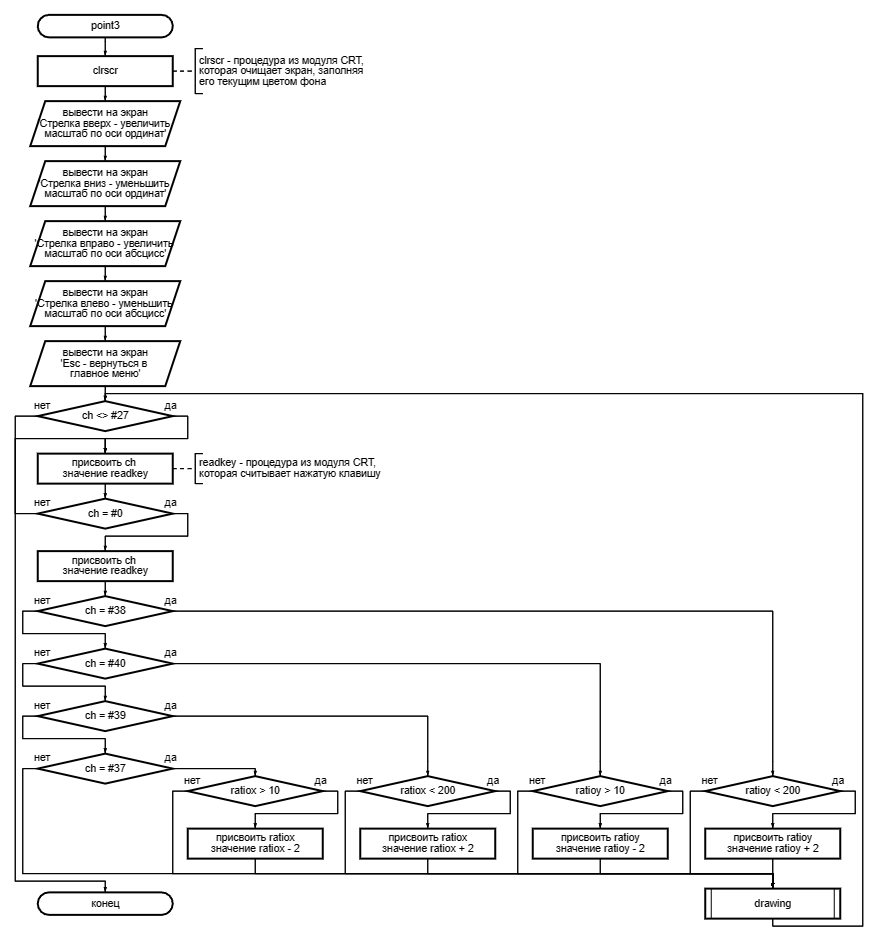 point3
clrscr
clrscr - процедура из модуля CRT,
которая очищает экран, заполняя
его текущим цветом фона
вывести на экран
'Стрелка вверх - увеличить
масштаб по оси ординат'
вывести на экран
'Стрелка вниз - уменьшить
масштаб по оси ординат'
вывести на экран
'Стрелка вправо - увеличить
масштаб по оси абсцисс'
вывести на экран
'Стрелка влево - уменьшить
масштаб по оси абсцисс'
вывести на экран
'Esc - вернуться в
главное меню'
нет
ch <> #27
да
присвоить ch
значение readkey
readkey - процедура из модуля CRT,
которая считывает нажатую клавишу
нет
ch = #0
да
присвоить ch
значение readkey
нет
ch = #38
да
нет
ch = #40
да
нет
ch = #39
да
нет
ch = #37
да
нет
ratiox > 10
да
нет
ratiox < 200
да
нет
ratioy > 10
да
нет
ratioy < 200
да
присвоить ratiox
значение ratiox - 2
присвоить ratiox
значение ratiox + 2
присвоить ratioy
значение ratioy - 2
присвоить ratioy
значение ratioy + 2
конец
drawing